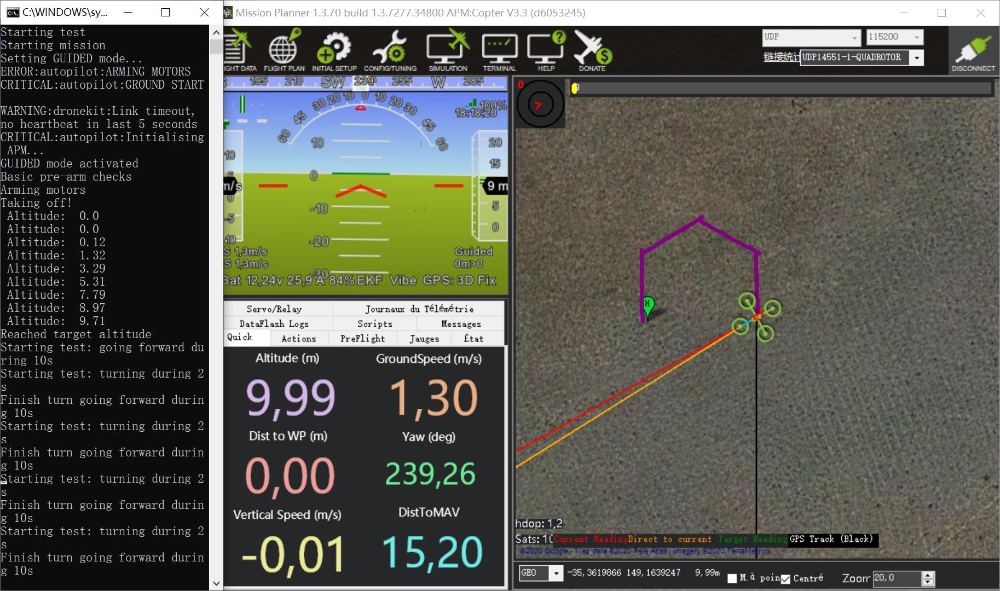 C:\WINDOWS\sy...
Starting test
Starting mission
Setting GUIDED mode...
ERROR:autopilot:ARMING MOTORS
CRITICAL:autopilot:GROUND START
WARNING:dronekit:Link timeout,
no heartbeat in last 5 seconds
CRITICAL:autopilot:Initialising
APM...
GUIDED mode activated
Basic pre-arm checks
Arming motors
Taking off!
Altitude:  0.0
Altitude:  0.0
Altitude:  0.12
Altitude:  1.32
Altitude:  3.29
Altitude:  5.31
Altitude:  7.79
Altitude:  8.97
Altitude:  9.71
Reached target altitude
Starting test: going forward du
ring 10s
Starting test: turning during 2
s
Finish turn going forward durin
g 10s
Starting test: turning during 2
s
Finish turn going forward durin
g 10s
Starting test: turning during 2
s
Finish turn going forward durin
g 10s
Starting test: turning during 2
s
Finish turn going forward durin
g 10s
Mission Planner 1.3.70 build 1.3.7277.34800 APM:Copter V3.3 (d6053245)
IGHT DATA FLIGHT PLAN INITIAL SETUP CONFIG/TUNING SIMULATION TERMINAL HELP DONATE
UDP 115200
链接统计 UDP14551-1-QUADROTOR
DISCONNECT
S 195 210 SW 239 255 W 285
60 45 30 20 10 0 10 20 30 45 60
100%
18:18:20
10 5 0 -5 -10
m/s
10
0
-10
-20
-30
20 15 9 m 5 0
S 1,3m/s
S 1,3m/s
Guided
0m>0
Bat 12,24v 25,9 A 84% EKF Vibe GPS: 3D Fix
Servo/Relay Journaux du Télémétrie
DataFlash Logs Scripts Messages
Quick Actions PreFlight Jauges État
Altitude (m) GroundSpeed (m/s)
9,99 1,30
Dist to WP (m) Yaw (deg)
0,00 239,26
Vertical Speed (m/s) DistToMAV
-0,01 15,20
0
0
H
hdop: 1,2
Sats: 10
Current Heading Direct to current Target Heading GPS Track (Black)
©2020 Google - Map data ©2020 Tele Atlas, Imagery ©2020 TerraMetrics
GEO -35,3619866 149,1639247 9,99m M.à poin Centré Zoom 20,0